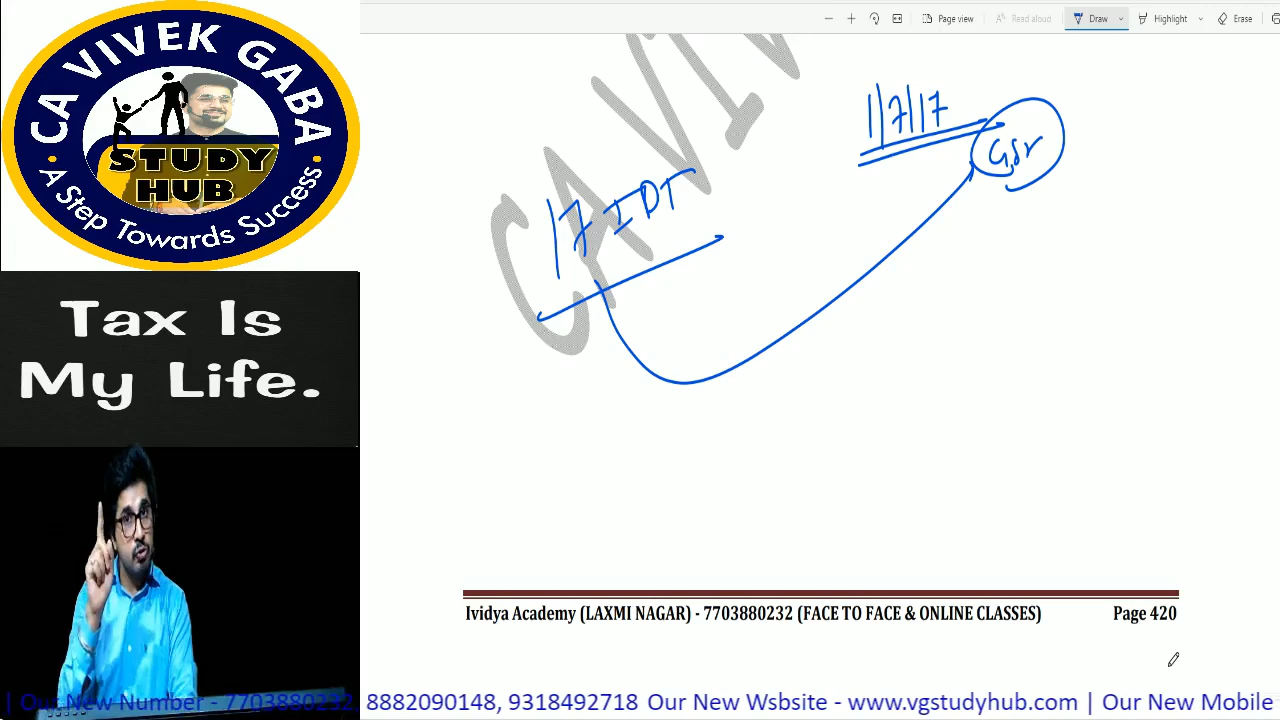 CA VIVEK GABA
STUDY
HUB
A Step Towards Success
Tax Is
My Life.
Page view
Read aloud
Draw
Highlight
Erase
CA VIV
1/7/17
GST
17 IDT
Ividya Academy (LAXMI NAGAR) - 7703880232 (FACE TO FACE & ONLINE CLASSES) Page 420
| Our New Number - 7703880232, 8882090148, 9318492718 Our New Wsbsite - www.vgstudyhub.com | Our New Mobile